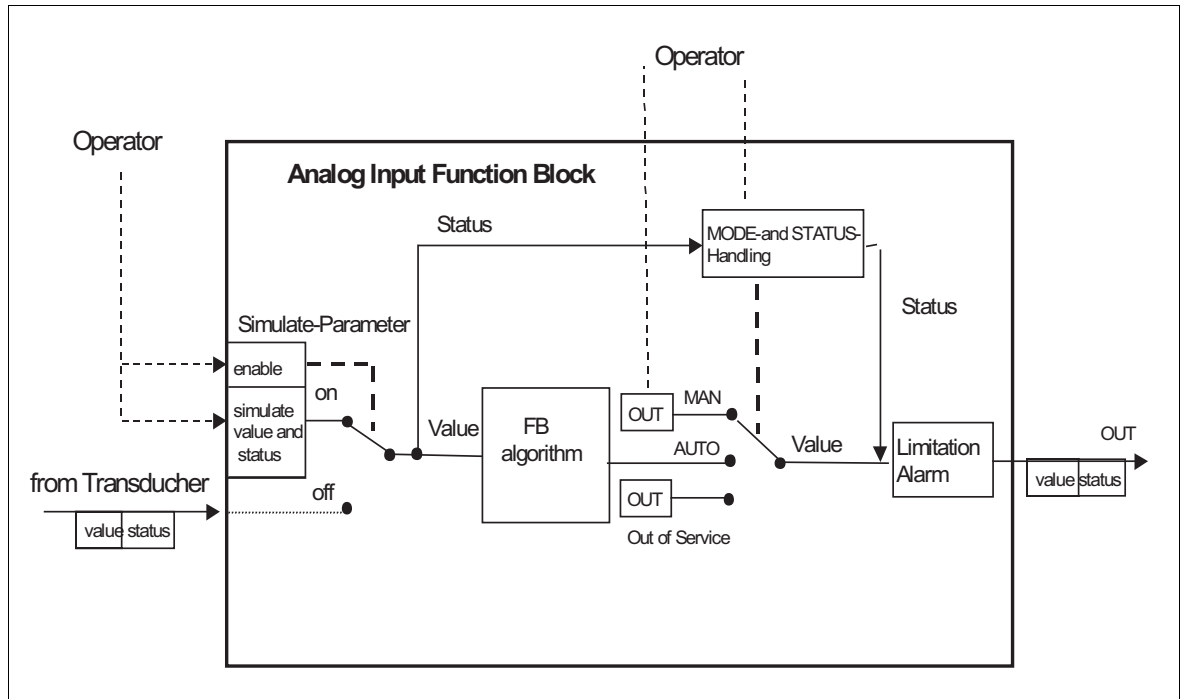 Operator
Operator
Analog Input Function Block
Status
MODE-and STATUS-
Handling
Status
Simulate-Parameter
enable
on
simulate
value and
status
Value
FB
algorithm
OUT
MAN
AUTO
Value
Limitation
Alarm
OUT
value status
from Transducher
off
value status
OUT
Out of Service